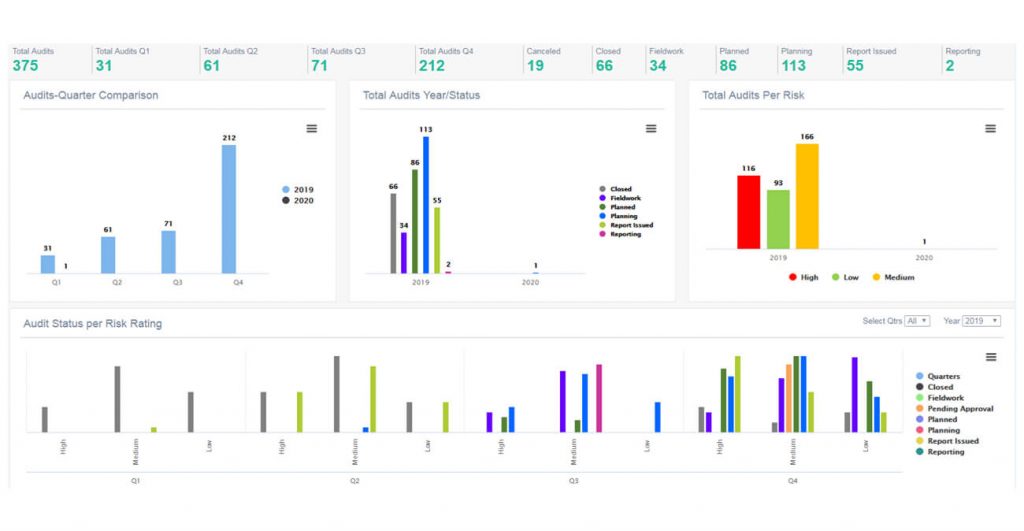 Total Audits Total Audits Q1 Total Audits Q2 Total Audits Q3 Total Audits Q4 Canceled Closed Fieldwork Planned Planning Report Issued Reporting
375 31 61 71 212 19 66 34 86 113 55 2
Audits-Quarter Comparison
212
71
61
31
1
Q1 Q2 Q3 Q4
2019
2020
Total Audits Year/Status
113
86
66
55
34
2
1
2019 2020
Closed
Fieldwork
Planned
Planning
Report Issued
Reporting
Total Audits Per Risk
166
116
93
1
2019 2020
High Low Medium
Audit Status per Risk Rating
Select Qtrs All Year 2019
High Medium Low High Medium Low High Medium Low High Medium Low
Q1 Q2 Q3 Q4
Quarters
Closed
Fieldwork
Pending Approval
Planned
Planning
Report Issued
Reporting